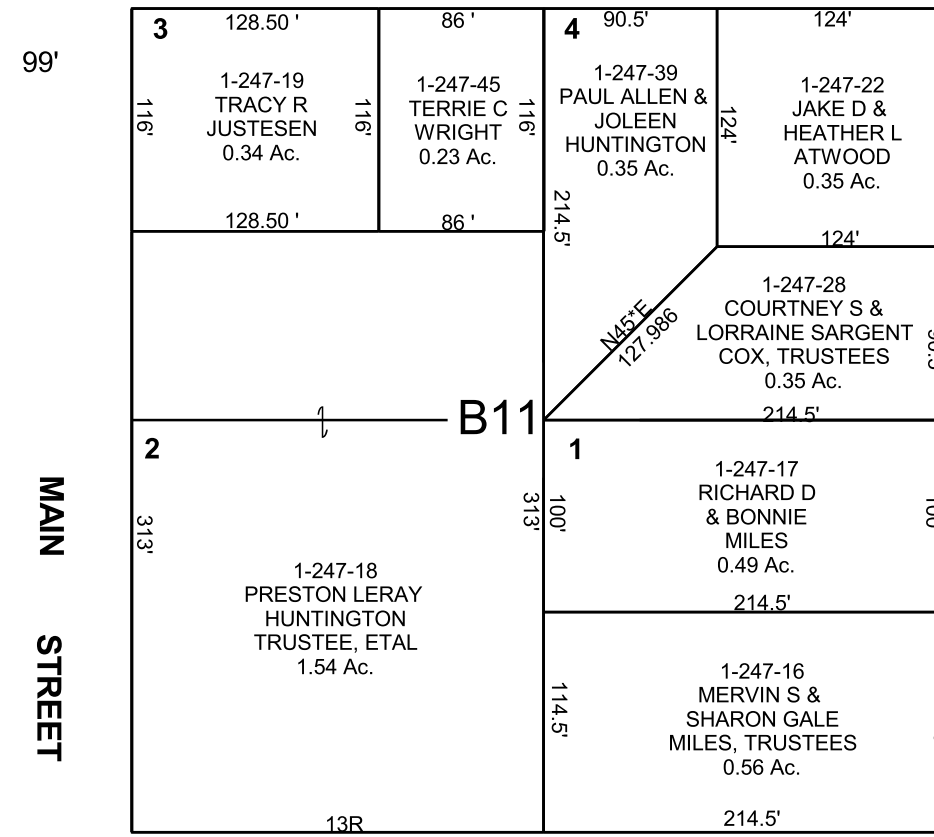 99'
3
128.50 '
1-247-19
TRACY R
JUSTESEN
0.34 Ac.
116'
116'
128.50 '
86 '
1-247-45
TERRIE C
WRIGHT
0.23 Ac.
116'
86 '
4
90.5'
1-247-39
PAUL ALLEN &
JOLEEN
HUNTINGTON
0.35 Ac.
214.5'
124'
124'
1-247-22
JAKE D &
HEATHER L
ATWOOD
0.35 Ac.
124'
N45*E
127.986
1-247-28
COURTNEY S &
LORRAINE SARGENT
COX, TRUSTEES
0.35 Ac.
214.5'
B11
2
313'
313'
1-247-18
PRESTON LERAY
HUNTINGTON
TRUSTEE, ETAL
1.54 Ac.
13R
1
100'
1-247-17
RICHARD D
& BONNIE
MILES
0.49 Ac.
100
214.5'
114.5'
1-247-16
MERVIN S &
SHARON GALE
MILES, TRUSTEES
0.56 Ac.
214.5'
MAIN STREET